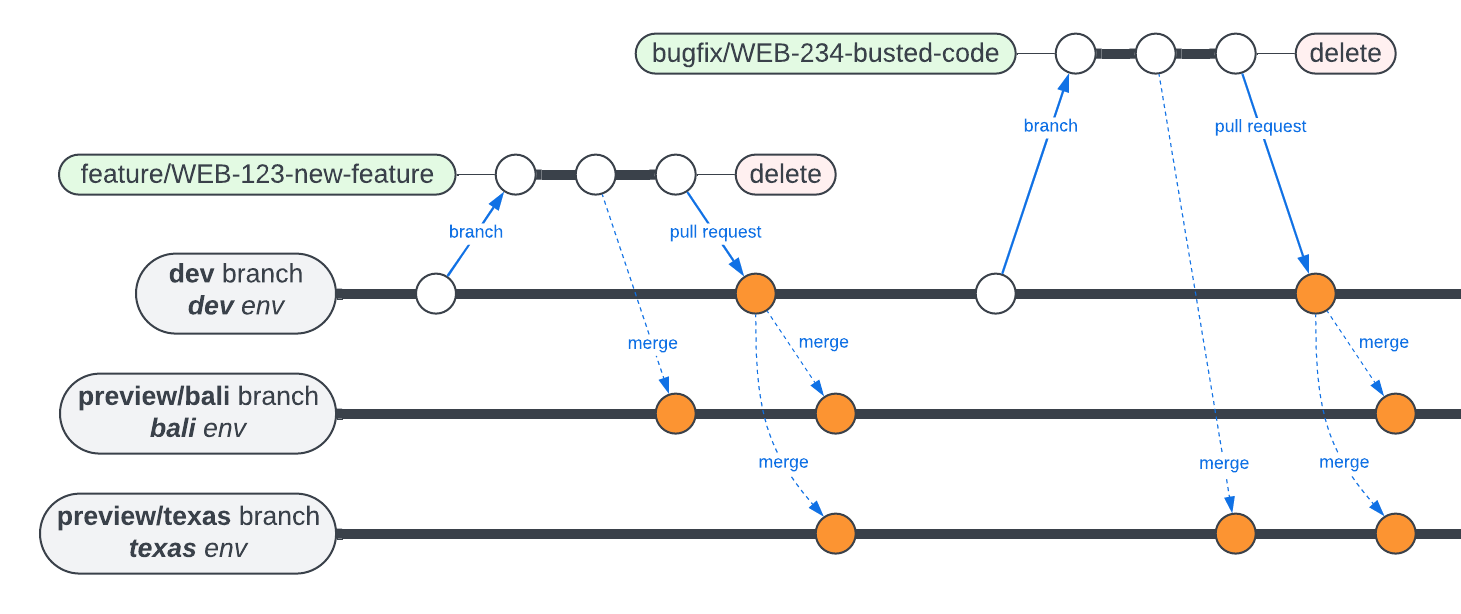 bugfix/WEB-234-busted-code
delete
branch
pull request
feature/WEB-123-new-feature
delete
branch
pull request
dev branch
dev env
merge
merge
merge
preview/bali branch
bali env
merge
merge
merge
preview/texas branch
texas env